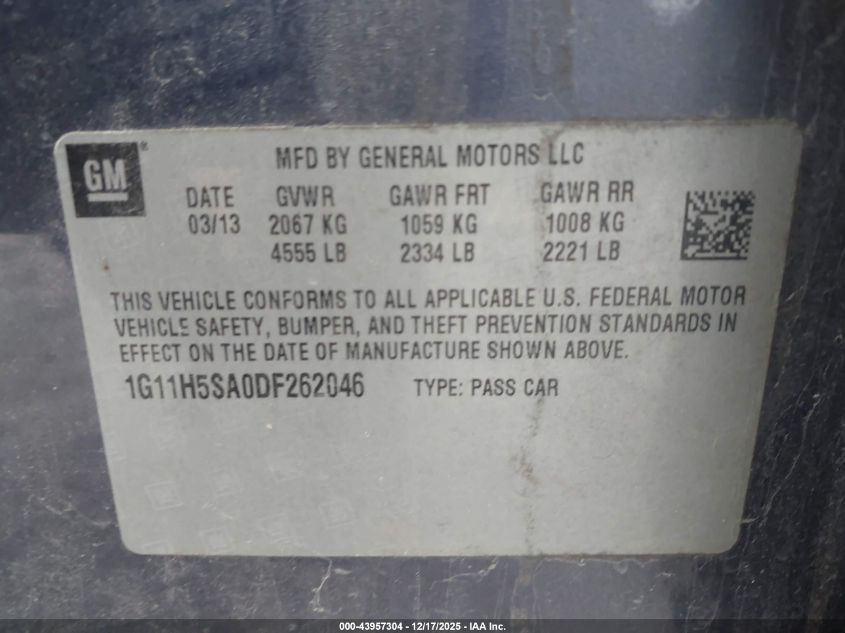 GM®
MFD BY GENERAL MOTORS LLC
DATE GVWR GAWR FRT GAWR RR
03/13 2067 KG 1059 KG 1008 KG
4555 LB 2334 LB 2221 LB
THIS VEHICLE CONFORMS TO ALL APPLICABLE U.S. FEDERAL MOTOR
VEHICLE SAFETY, BUMPER, AND THEFT PREVENTION STANDARDS IN
EFFECT ON THE DATE OF MANUFACTURE SHOWN ABOVE.
1G11H5SA0DF262046 TYPE: PASS CAR
000-43957304 - 12/17/2025 - IAA Inc.